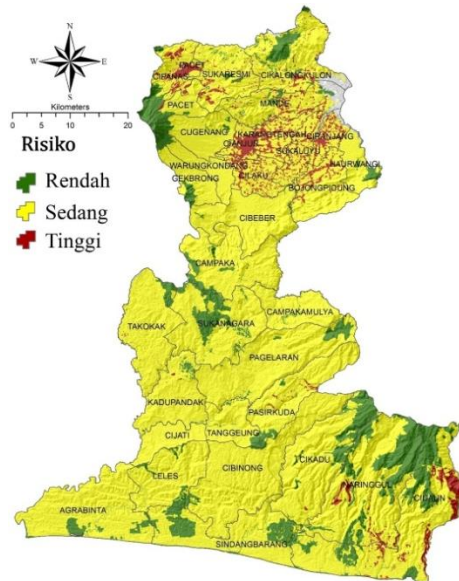 N
W E
S
Kilometers
0 5 10 20
Risiko
Rendah
Sedang
Tinggi
PACET
CIPANAS
SUKARESMI
CIKALONGKULON
PACET
MANDE
CUGENANG
KARANGTENGAH
CIRANJANG
CIANJUR
SUKALUYU
WARUNGKONDANG
CILAKU
HAURWANGI
GEKBRONG
BOJONGPICUNG
CIBEBER
CAMPAKA
CAMPAKAMULYA
TAKOKAK
SUKANAGARA
PAGELARAN
KADUPANDAK
PASIRKUDA
CIJATI
TANGGEUNG
CIKADU
LELES
CIBINONG
NARINGGUL
CIDAUN
AGRABINTA
SINDANGBARANG